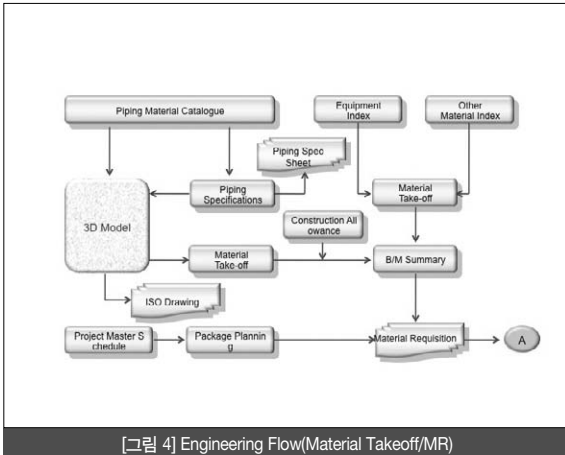 Piping Material Catalogue
Equipment
Index
Other
Material Index
Piping Spec
Sheet
3D Model
Piping
Specifications
Material
Take-off
Construction All
owance
Material
Take-off
B/M Summary
ISO Drawing
Project Master S
chedule
Package Plannin
g
Material Requisition
A
[그림 4] Engineering Flow(Material Takeoff/MR)